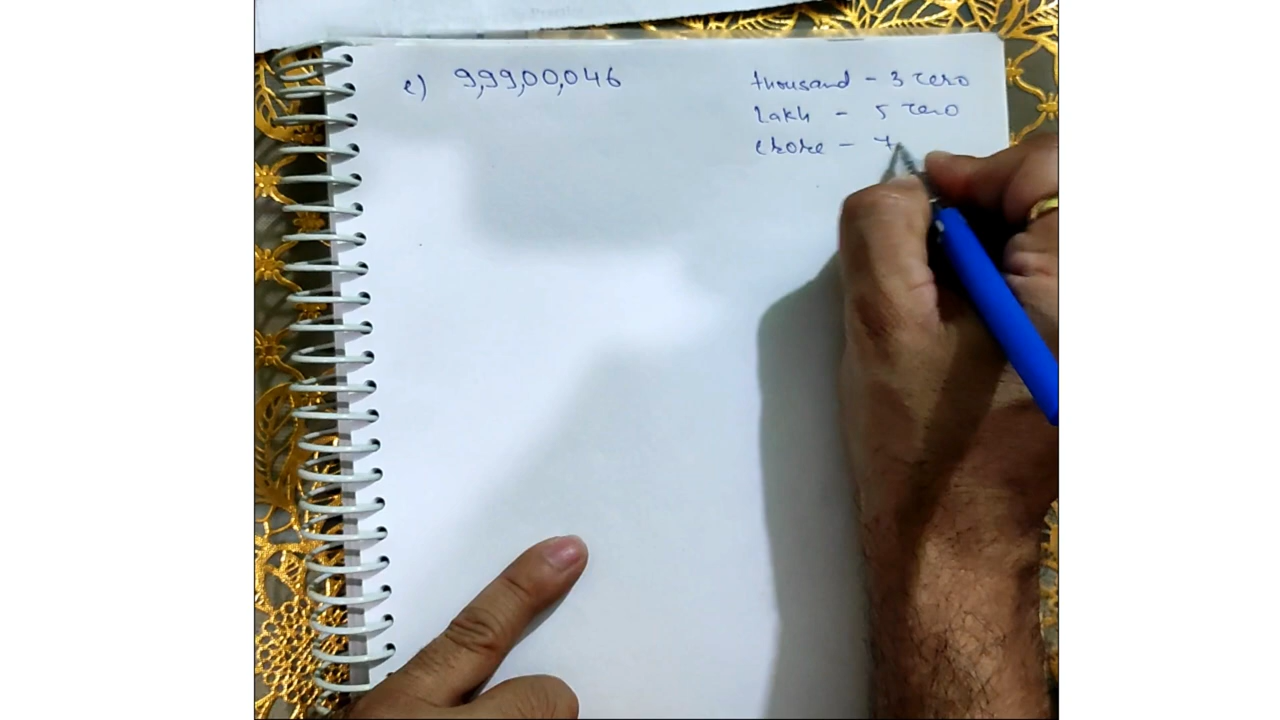 e) 9,99,00,046
thousand - 3 zero
lakh - 5 zero
crore - 7